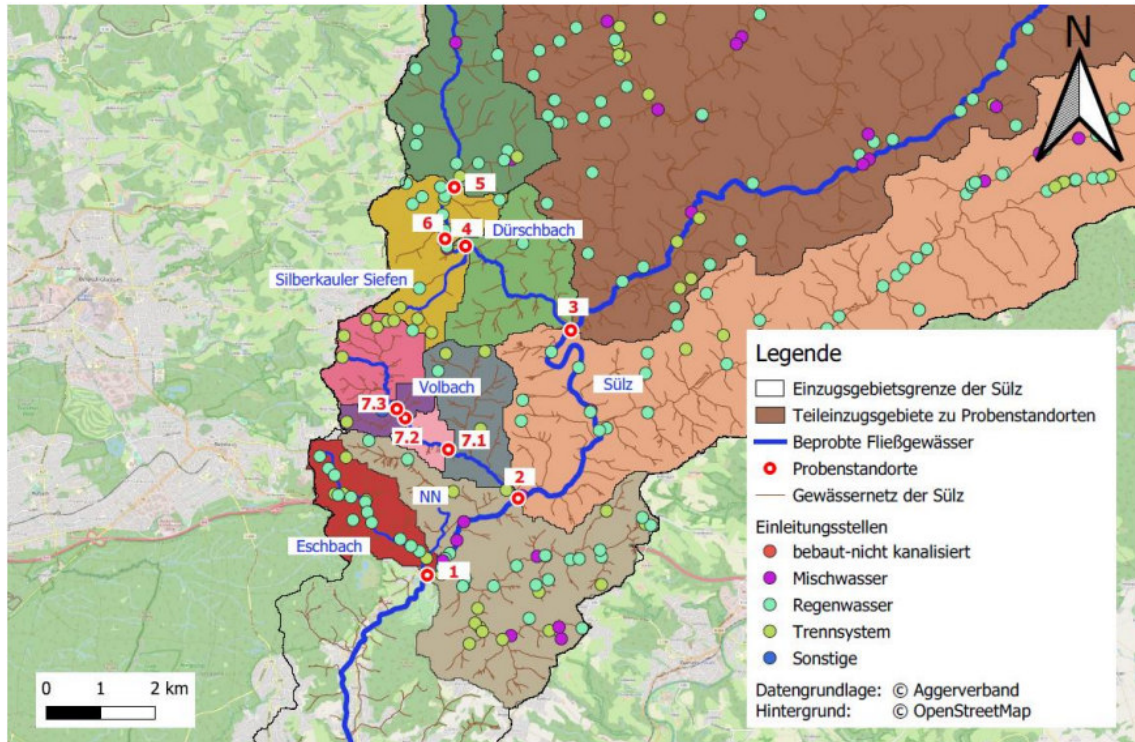 N
5
6
4
Dürschbach
Silberkauler Siefen
3
Volbach
Sülz
7.3
7.2
7.1
2
NN
Eschbach
1
0 1 2 km
Legende
Einzugsgebietsgrenze der Sülz
Teileinzugsgebiete zu Probenstandorten
Beprobte Fließgewässer
Probenstandorte
Gewässernetz der Sülz
Einleitungsstellen
bebaut-nicht kanalisiert
Mischwasser
Regenwasser
Trennsystem
Sonstige
Datengrundlage: © Aggerverband
Hintergrund: © OpenStreetMap